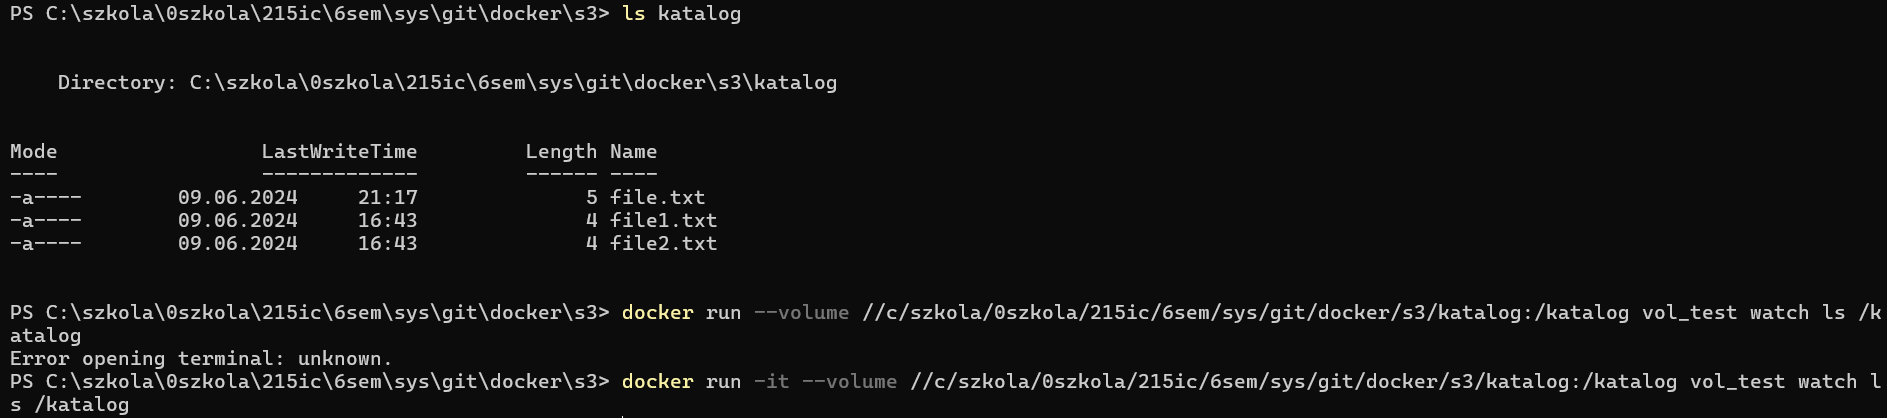 PS C:\szkola\0szkola\215ic\6sem\sys\git\docker\s3> ls katalog
Directory: C:\szkola\0szkola\215ic\6sem\sys\git\docker\s3\katalog
Mode LastWriteTime Length Name
---- ------------- ------ ----
-a---- 09.06.2024 21:17 5 file.txt
-a---- 09.06.2024 16:43 4 file1.txt
-a---- 09.06.2024 16:43 4 file2.txt
PS C:\szkola\0szkola\215ic\6sem\sys\git\docker\s3> docker run --volume //c/szkola/0szkola/215ic/6sem/sys/git/docker/s3/katalog:/katalog vol_test watch ls /k
atalog
Error opening terminal: unknown.
PS C:\szkola\0szkola\215ic\6sem\sys\git\docker\s3> docker run -it --volume //c/szkola/0szkola/215ic/6sem/sys/git/docker/s3/katalog:/katalog vol_test watch l
s /katalog